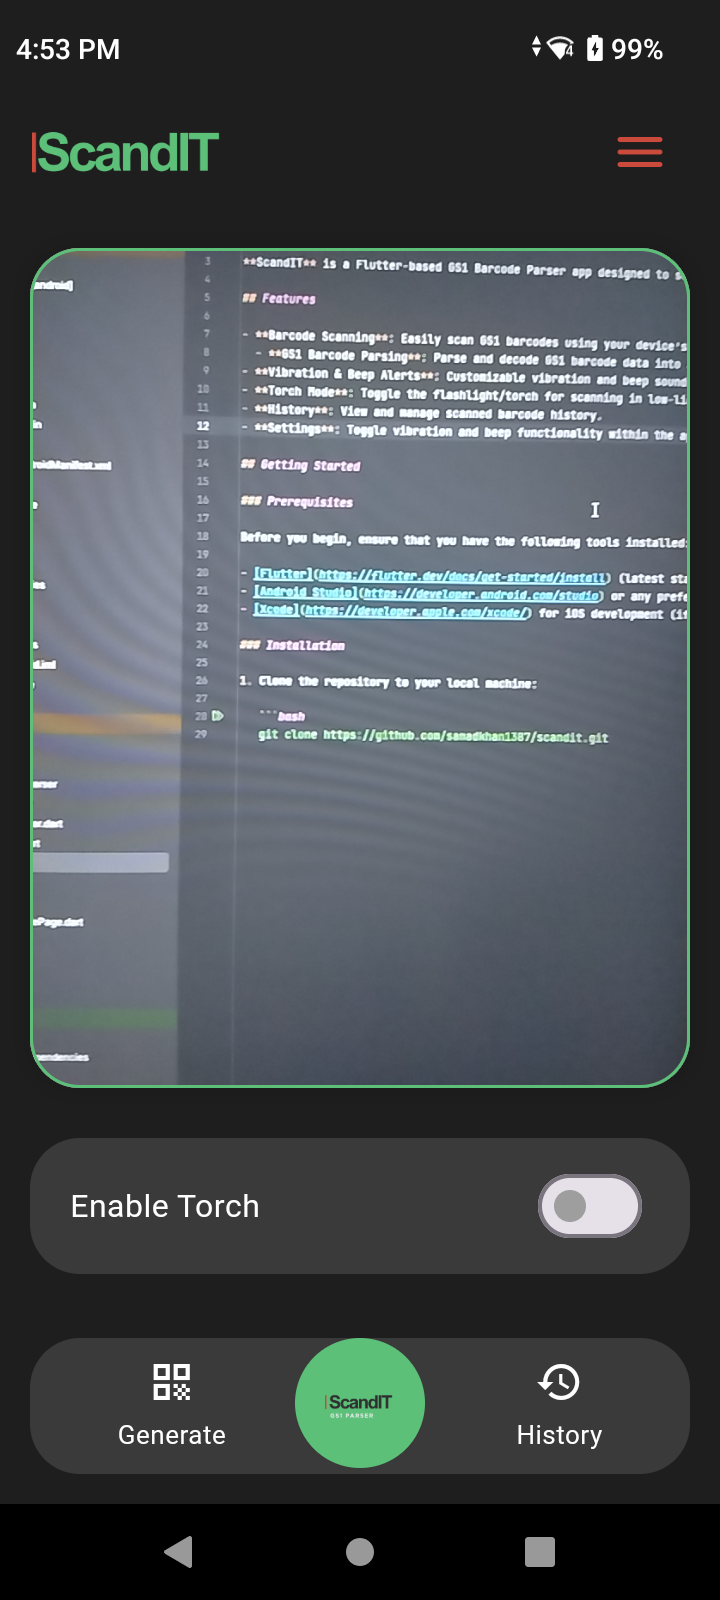 4:53 PM
4
99%
ScandIT
android]
3 **ScandIT** is a Flutter-based GS1 Barcode Parser app designed to
4
5 ## Features
6
7 - **Barcode Scanning**: Easily scan GS1 barcodes using your device's
8 - **GS1 Barcode Parsing**: Parse and decode GS1 barcode data into
9 - **Vibration & Beep Alerts**: Customizable vibration and beep sound
10 - **Torch Mode**: Toggle the flashlight/torch for scanning in low-li
11 - **History**: View and manage scanned barcode history.
12 - **Settings**: Toggle vibration and beep functionality within the
13
14 ## Getting Started
15
16 ### Prerequisites
17
18 Before you begin, ensure that you have the following tools installed:
19
20 - [Flutter](https://flutter.dev/docs/get-started/install) (latest sta
21 - [Android Studio](https://developer.android.com/studio) or any prefe
22 - [Xcode](https://developer.apple.com/xcode/) for iOS development (if
23
24 ### Installation
25
26 1. Clone the repository to your local machine:
27
28 ```bash
29 git clone https://github.com/sanadkhan1387/scandit.git
roidManifest.xml
arser
er.dart
ePage.dart
pendencies
Enable Torch
Generate
ScandIT
GS1 PARSER
History